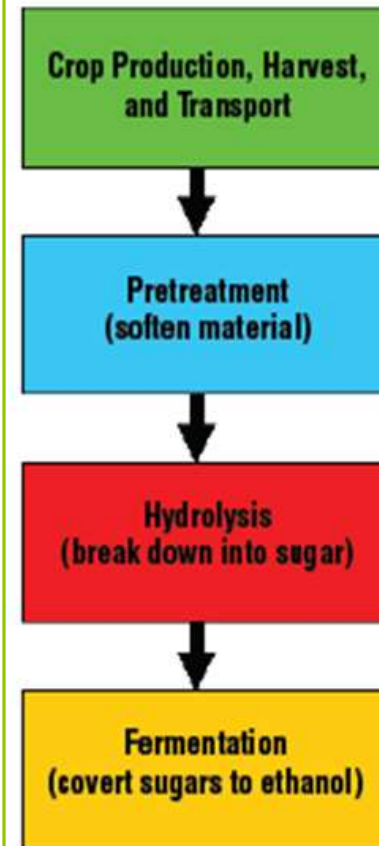 Crop Production, Harvest,
and Transport
Pretreatment
(soften material)
Hydrolysis
(break down into sugar)
Fermentation
(covert sugars to ethanol)